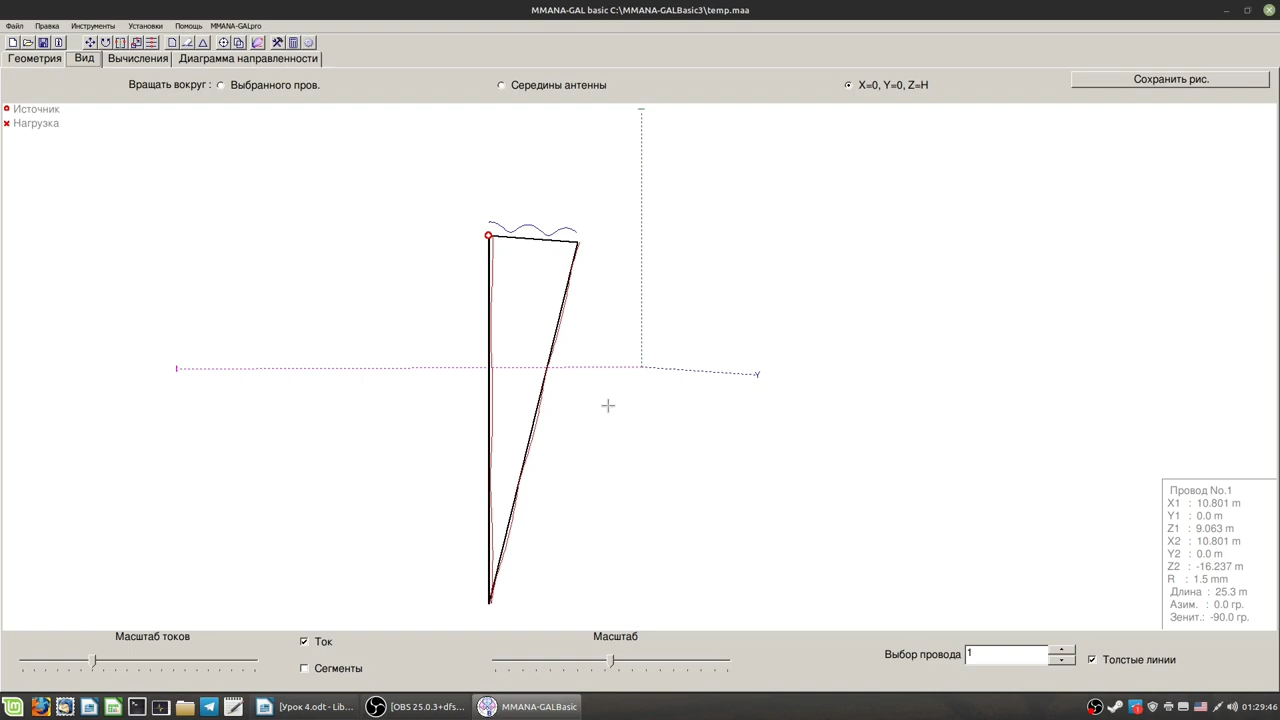 MMANA-GAL basic C:\MMANA-GALBasic3\temp.maa
Файл Правка Инструменты Установки Помощь MMANA-GALpro
Геометрия Вид Вычисления Диаграмма направленности
Вращать вокруг : Выбранного пров. Середины антенны X=0, Y=0, Z=H Сохранить рис.
Источник
Нагрузка
Y
Провод No.1
X1 : 10.801 m
Y1 : 0.0 m
Z1 : 9.063 m
X2 : 10.801 m
Y2 : 0.0 m
Z2 : -16.237 m
R : 1.5 mm
Длина : 25.3 m
Азим. : 0.0 гр.
Зенит.: -90.0 гр.
Масштаб токов Ток Масштаб Выбор провода 1 Толстые линии
Сегменты
[Урок 4.odt - Lib... [OBS 25.0.3+dfs... MMANA-GALBasic 01:29:46